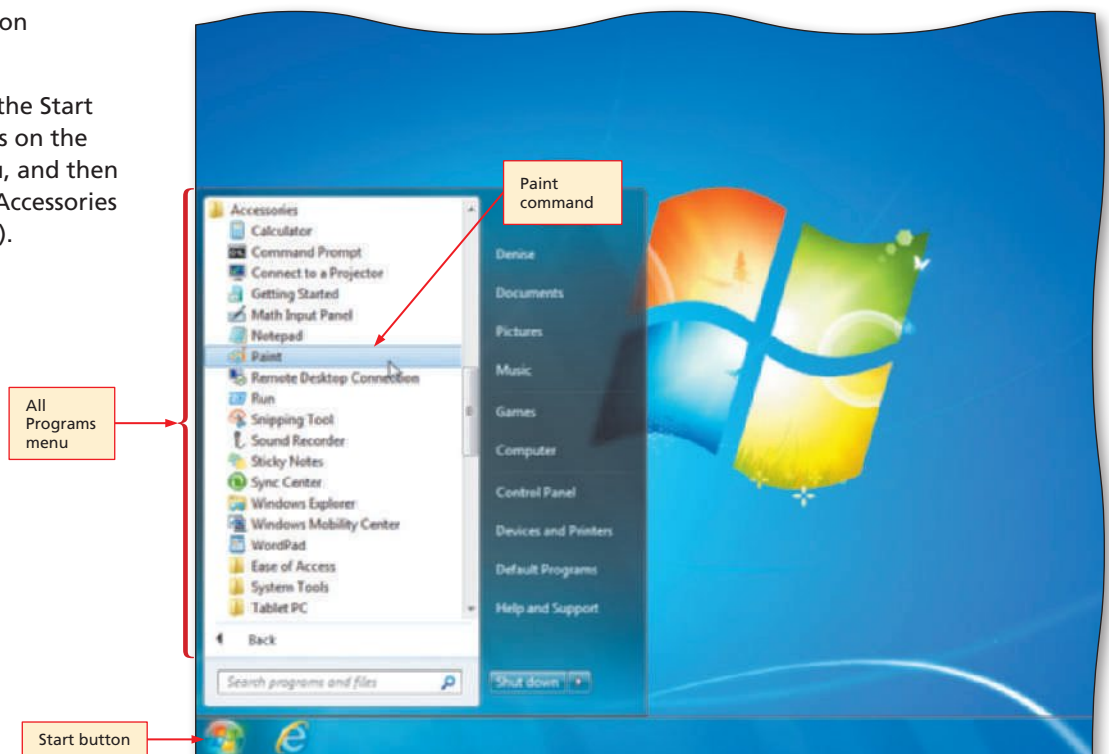 on
the Start
s on the
, and then
Accessories
).
Paint
command
All
Programs
menu
Start button
Accessories
Calculator
Command Prompt
Connect to a Projector
Getting Started
Math Input Panel
Notepad
Paint
Remote Desktop Connection
Run
Snipping Tool
Sound Recorder
Sticky Notes
Sync Center
Windows Explorer
Windows Mobility Center
WordPad
Ease of Access
System Tools
Tablet PC
Back
Search programs and files
Denise
Documents
Pictures
Music
Games
Computer
Control Panel
Devices and Printers
Default Programs
Help and Support
Shut down